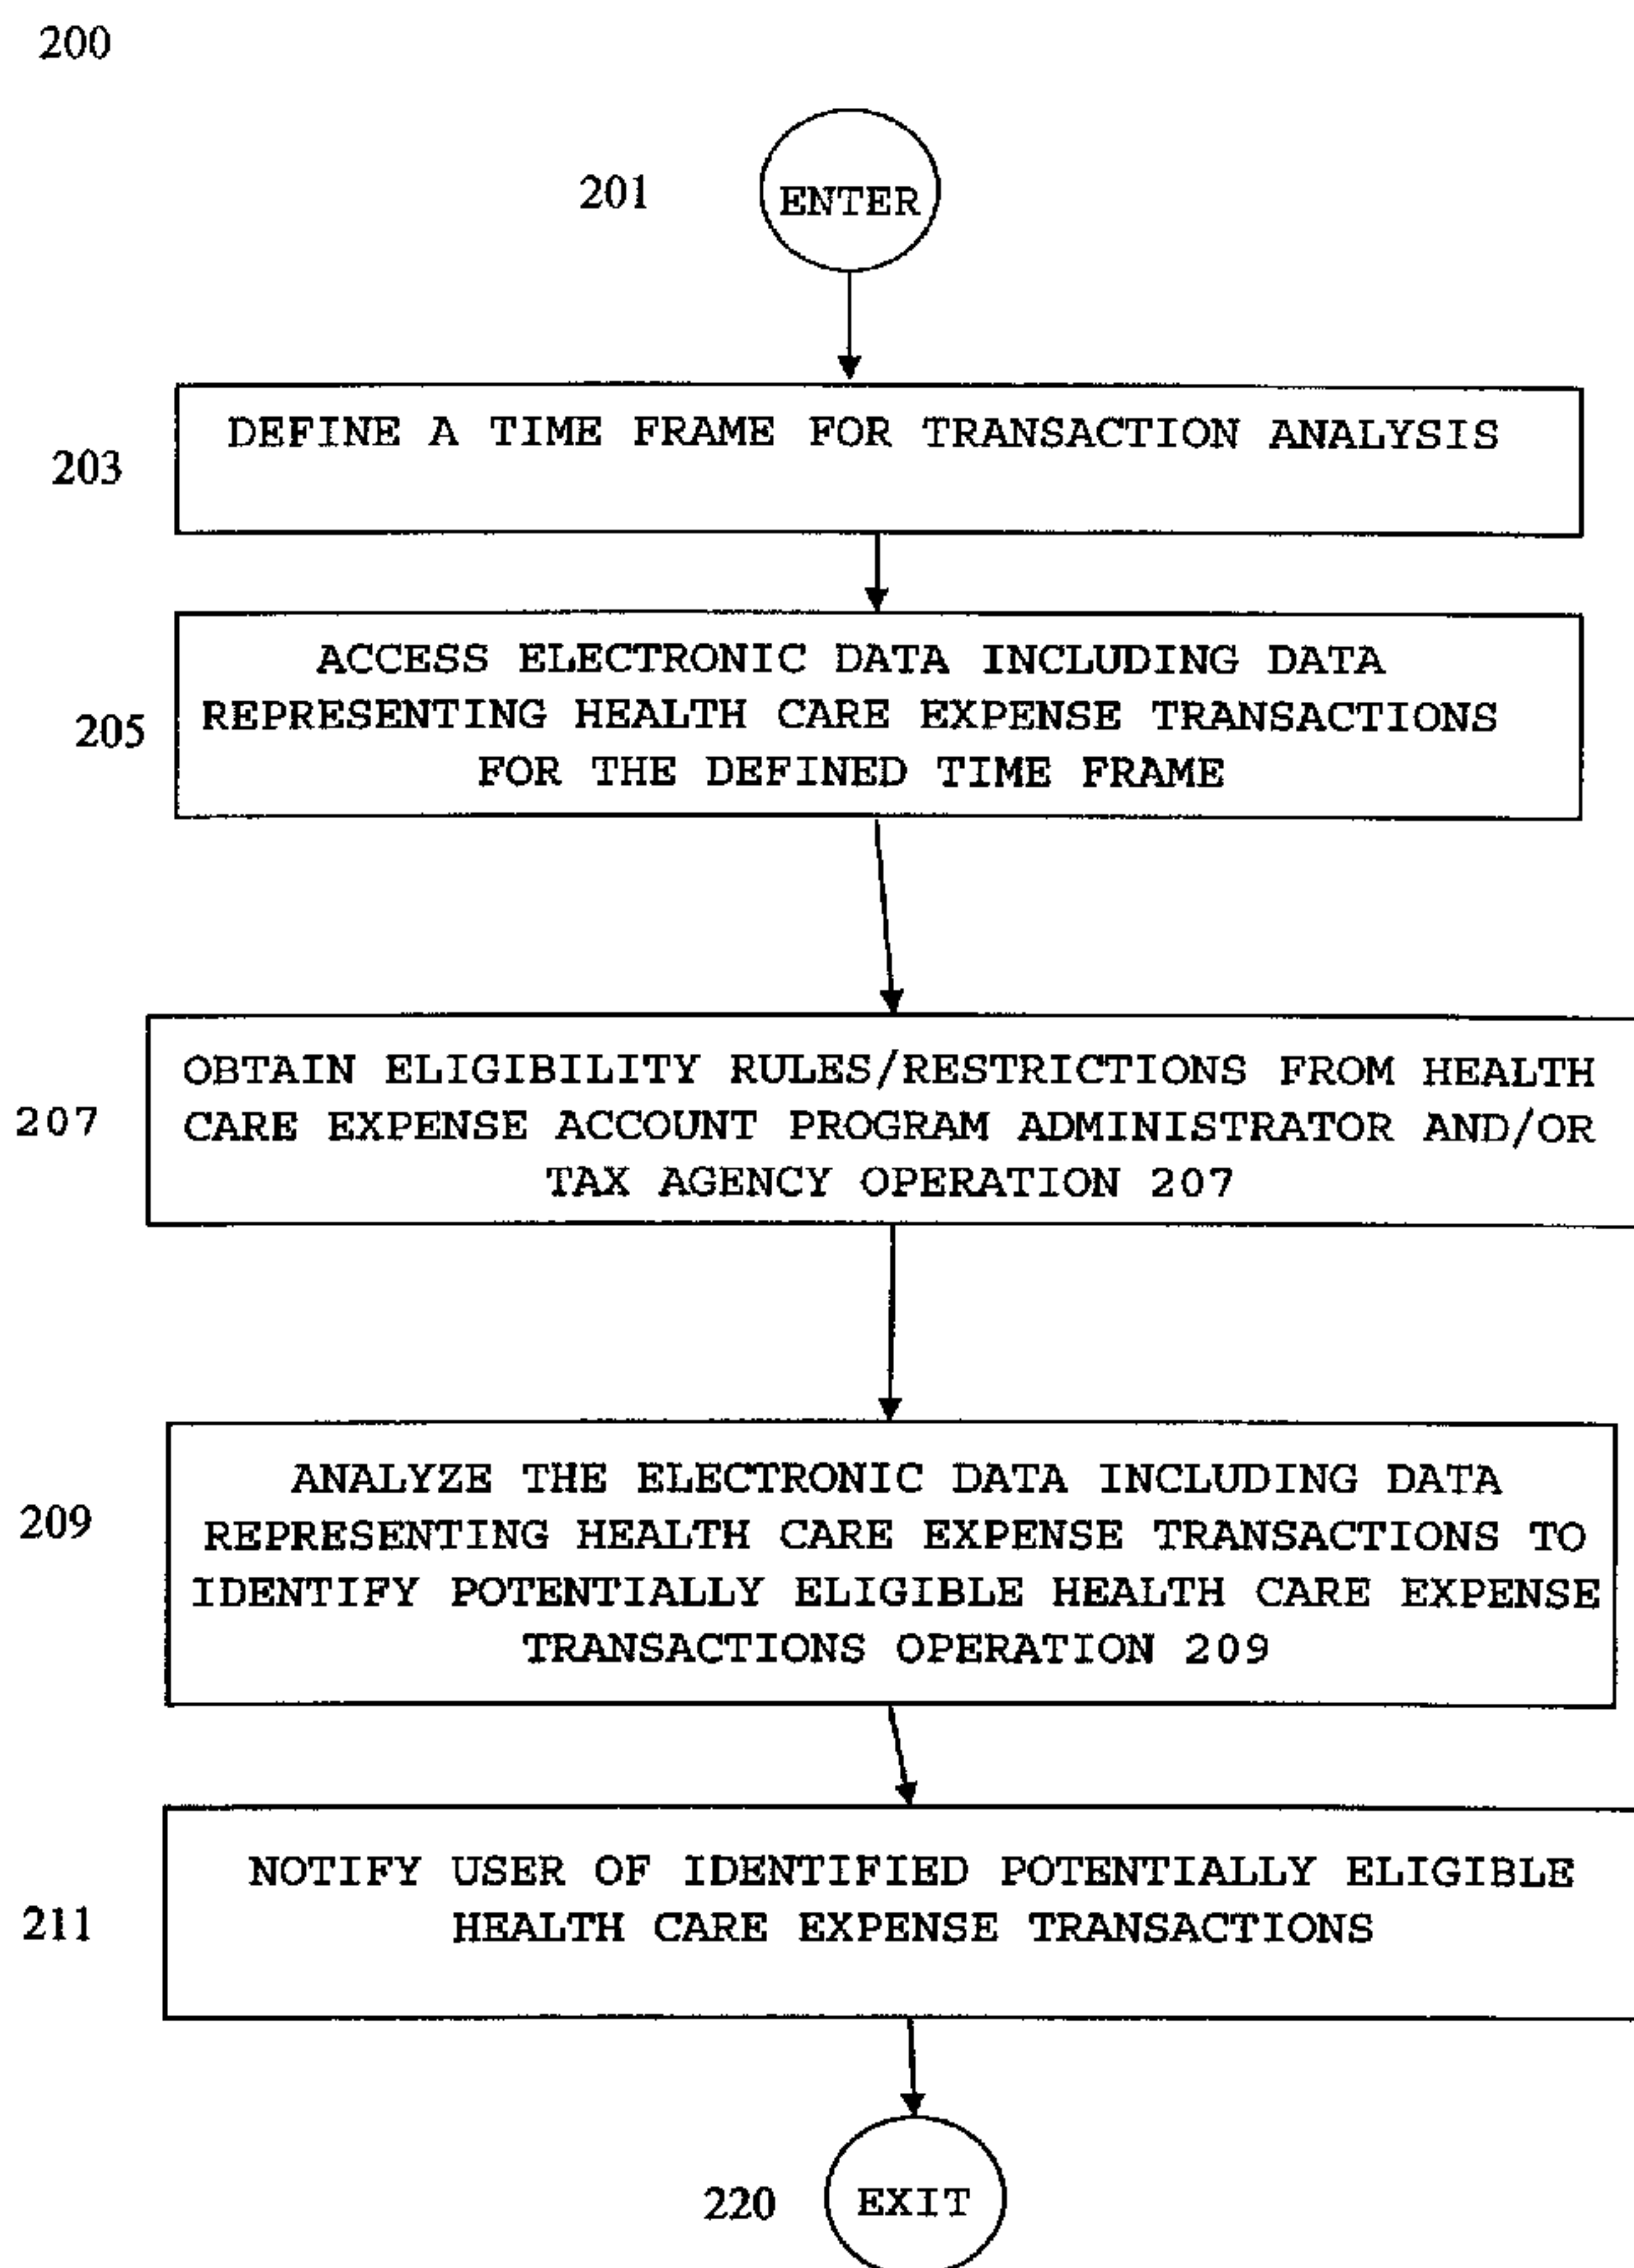 200
201
ENTER
203
DEFINE A TIME FRAME FOR TRANSACTION ANALYSIS
205
ACCESS ELECTRONIC DATA INCLUDING DATA
REPRESENTING HEALTH CARE EXPENSE TRANSACTIONS
FOR THE DEFINED TIME FRAME
207
OBTAIN ELIGIBILITY RULES/RESTRICTIONS FROM HEALTH
CARE EXPENSE ACCOUNT PROGRAM ADMINISTRATOR AND/OR
TAX AGENCY OPERATION 207
209
ANALYZE THE ELECTRONIC DATA INCLUDING DATA
REPRESENTING HEALTH CARE EXPENSE TRANSACTIONS TO
IDENTIFY POTENTIALLY ELIGIBLE HEALTH CARE EXPENSE
TRANSACTIONS OPERATION 209
211
NOTIFY USER OF IDENTIFIED POTENTIALLY ELIGIBLE
HEALTH CARE EXPENSE TRANSACTIONS
220
EXIT